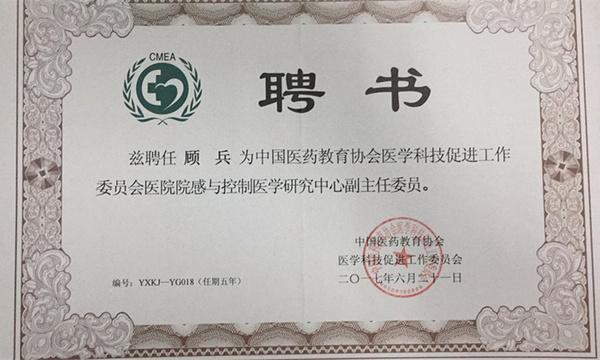 CMEA
聘书
兹聘任 顾 兵 为中国医药教育协会医学科技促进工作
委员会医院院感与控制医学研究中心副主任委员。
中国医药教育协会
医学科技促进工作委员会
二〇一七年六月二十一日
编号：YXKJ—YG018（任期五年）